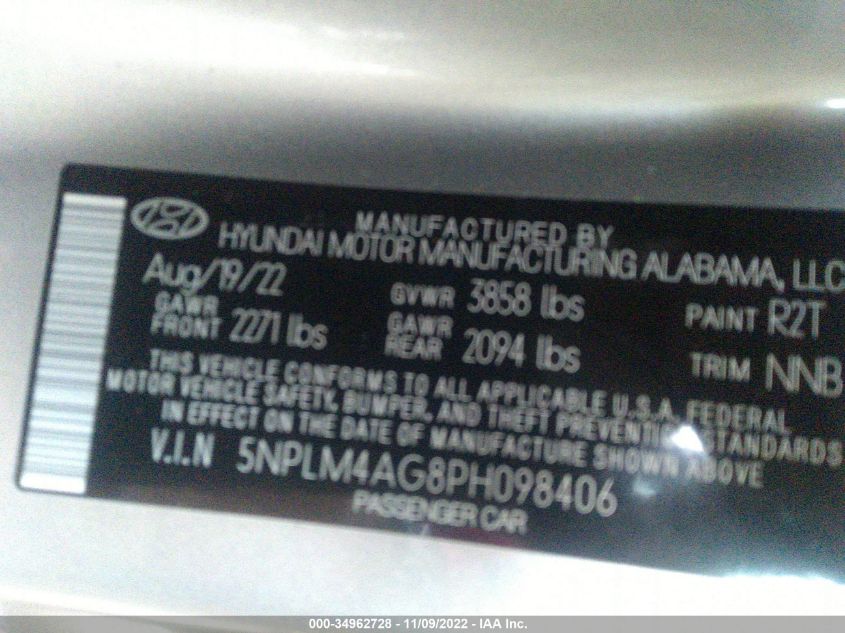 MANUFACTURED BY
HYUNDAI MOTOR MANUFACTURING ALABAMA, LLC
Aug/19/22 GVWR 3858 lbs PAINT R2T
GAWR FRONT 2271 lbs GAWR REAR 2094 lbs TRIM NNB
THIS VEHICLE CONFORMS TO ALL APPLICABLE U.S.A. FEDERAL
MOTOR VEHICLE SAFETY, BUMPER, AND THEFT PREVENTION STANDARDS
IN EFFECT ON THE DATE OF MANUFACTURE SHOWN ABOVE
V.I.N 5NPLM4AG8PH098406
PASSENGER CAR
000-34962728 - 11/09/2022 - IAA Inc.